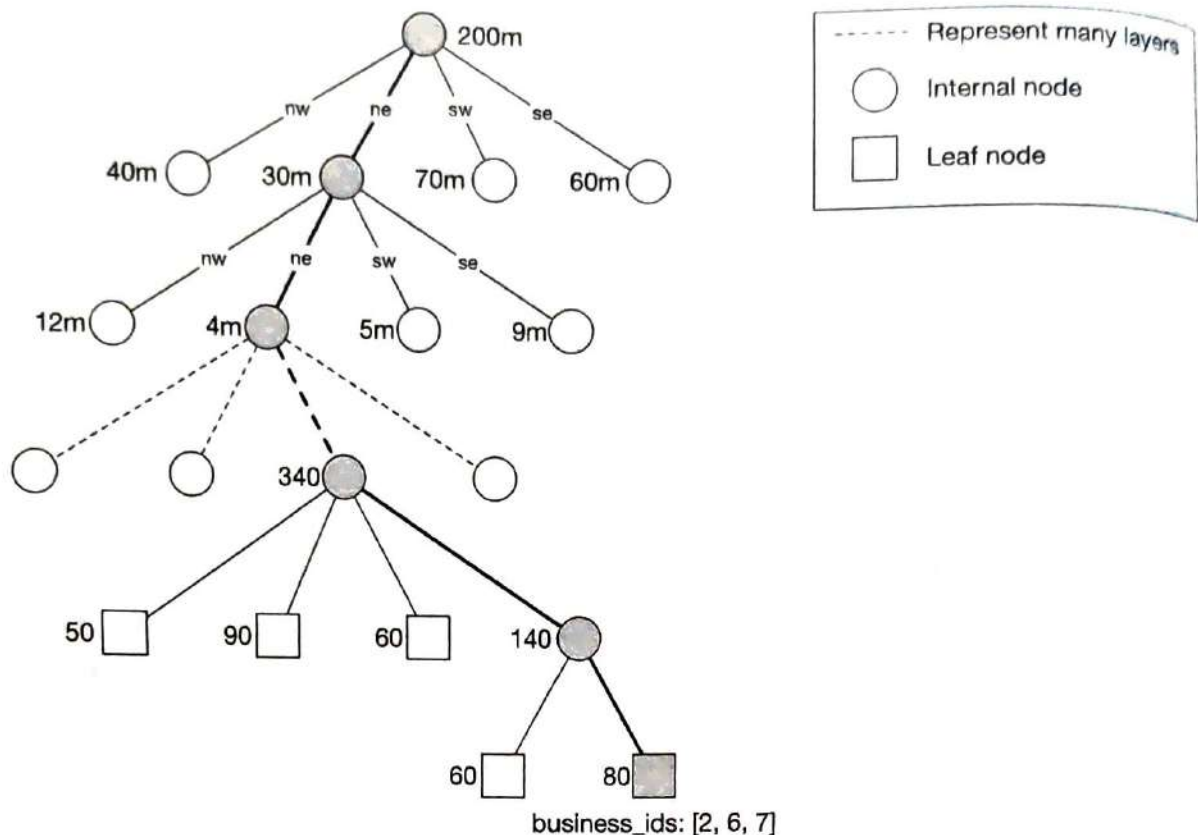 200m
nw
ne
sw
se
40m
30m
70m
60m
nw
ne
sw
se
12m
4m
5m
9m
340
50
90
60
140
60
80
business_ids: [2, 6, 7]
Represent many layers
Internal node
Leaf node